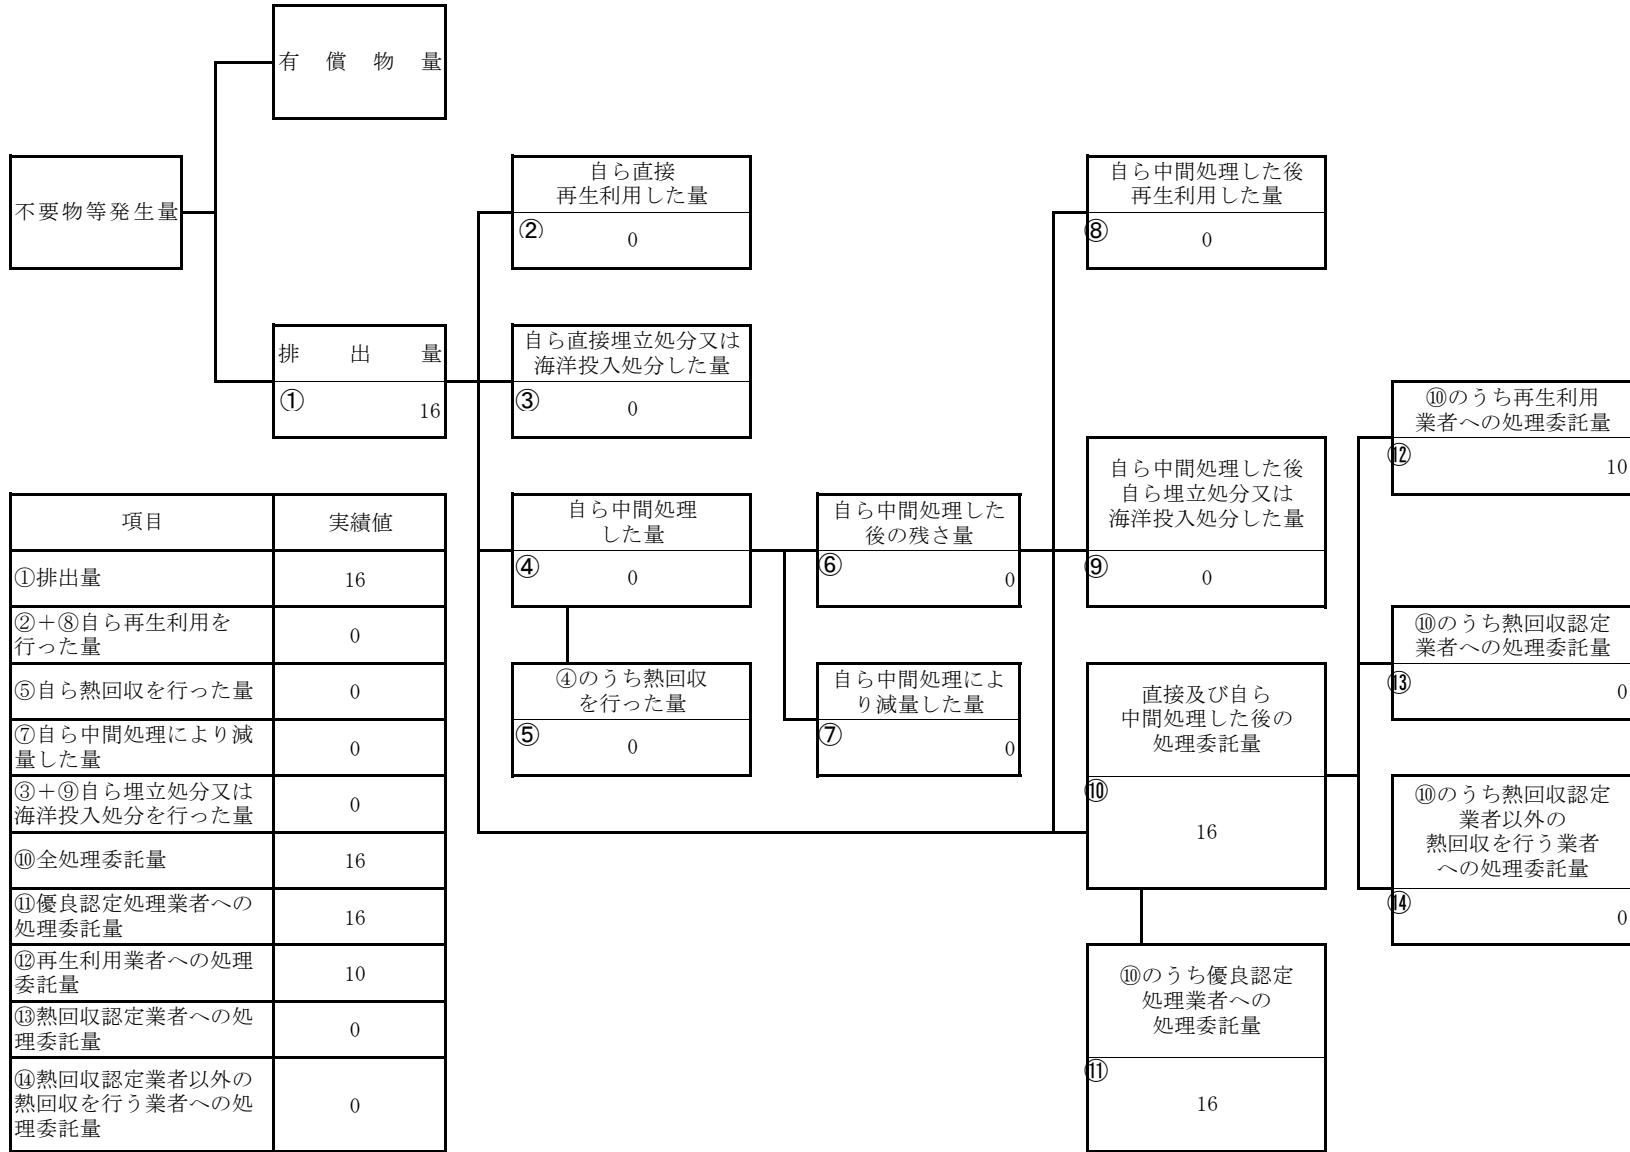 有償物量
不要物等発生量
排出量
①
16
自ら直接
再生利用した量
②
0
自ら直接埋立処分又は
海洋投入処分した量
③
0
自ら中間処理
した量
④
0
④のうち熱回収
を行った量
⑤
0
自ら中間処理した
後の残さ量
⑥
0
自ら中間処理によ
り減量した量
⑦
0
自ら中間処理した後
再生利用した量
⑧
0
自ら中間処理した後
自ら埋立処分又は
海洋投入処分した量
⑨
0
直接及び自ら
中間処理した後の
処理委託量
⑩
16
⑩のうち優良認定
処理業者への
処理委託量
⑪
16
⑩のうち再生利用
業者への処理委託量
⑫
10
⑩のうち熱回収認定
業者への処理委託量
⑬
0
⑩のうち熱回収認定
業者以外の
熱回収を行う業者
への処理委託量
⑭
0
項目 実績値
①排出量 16
②＋⑧自ら再生利用を
行った量 0
⑤自ら熱回収を行った量 0
⑦自ら中間処理により減
量した量 0
③＋⑨自ら埋立処分又は
海洋投入処分を行った量 0
⑩全処理委託量 16
⑪優良認定処理業者への
処理委託量 16
⑫再生利用業者への処理
委託量 10
⑬熱回収認定業者への処
理委託量 0
⑭熱回収認定業者以外の
熱回収を行う業者への処
理委託量 0